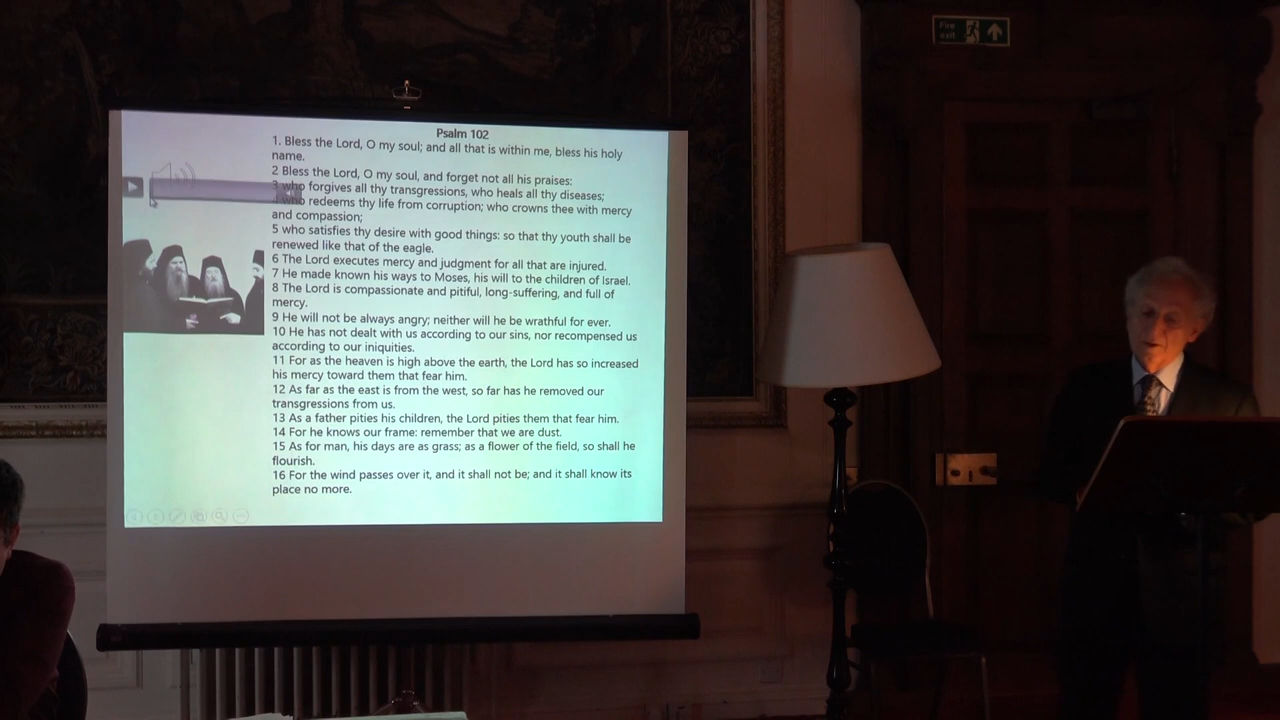 Fire
exit
Psalm 102
1. Bless the Lord, O my soul; and all that is within me, bless his holy
name.
2 Bless the Lord, O my soul, and forget not all his praises:
3 who forgives all thy transgressions, who heals all thy diseases;
4 who redeems thy life from corruption; who crowns thee with mercy
and compassion;
5 who satisfies thy desire with good things: so that thy youth shall be
renewed like that of the eagle.
6 The Lord executes mercy and judgment for all that are injured.
7 He made known his ways to Moses, his will to the children of Israel.
8 The Lord is compassionate and pitiful, long-suffering, and full of
mercy.
9 He will not be always angry; neither will he be wrathful for ever.
10 He has not dealt with us according to our sins, nor recompensed us
according to our iniquities.
11 For as the heaven is high above the earth, the Lord has so increased
his mercy toward them that fear him.
12 As far as the east is from the west, so far has he removed our
transgressions from us.
13 As a father pities his children, the Lord pities them that fear him.
14 For he knows our frame: remember that we are dust.
15 As for man, his days are as grass; as a flower of the field, so shall he
flourish.
16 For the wind passes over it, and it shall not be; and it shall know its
place no more.